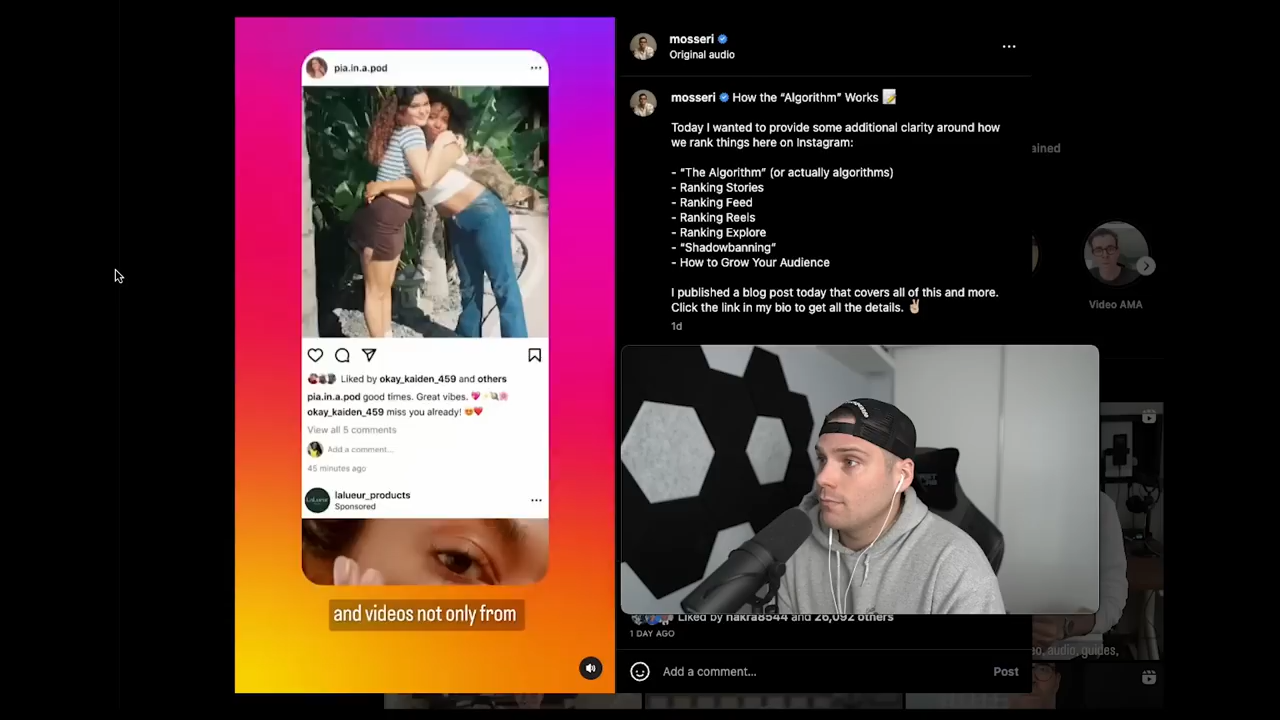 pia.in.a.pod
Liked by okay_kaiden_459 and others
pia.in.a.pod good times. Great vibes.
okay_kaiden_459 miss you already!
View all 5 comments
Add a comment...
45 minutes ago
lalueur_products
Sponsored
and videos not only from
mosseri
Original audio
mosseri How the “Algorithm” Works
Today I wanted to provide some additional clarity around how
we rank things here on Instagram:
- “The Algorithm” (or actually algorithms)
- Ranking Stories
- Ranking Feed
- Ranking Reels
- Ranking Explore
- “Shadowbanning”
- How to Grow Your Audience
I published a blog post today that covers all of this and more.
Click the link in my bio to get all the details.
1d
Liked by hakra8544 and 26,092 others
1 DAY AGO
Add a comment...
Post
ained
Video AMA
eo, audio, guides,